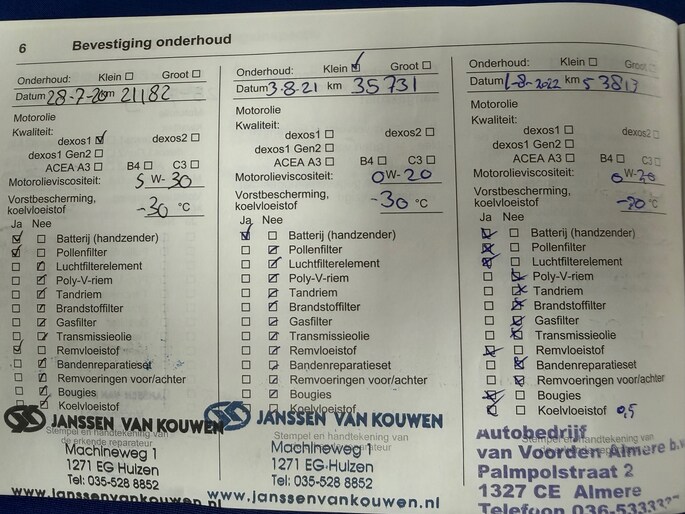 6 Bevestiging onderhoud
Onderhoud: Klein Groot
Datum 28-7-20 km 21182
Motorolie
Kwaliteit:
dexos1 dexos2
dexos1 Gen2
ACEA A3 B4 C3
Motorolieviscositeit: 5 W-30
Vorstbescherming,
koelvloeistof -30 °C
Ja Nee
Batterij (handzender)
Pollenfilter
Luchtfilterelement
Poly-V-riem
Tandriem
Brandstoffilter
Gasfilter
Transmissieolie
Remvloeistof
Bandenreparatieset
Remvoeringen voor/achter
Bougies
Koelvloeistof
JANSSEN VAN KOUWEN
Stempel en handtekening van
de erkende reparateur
Machineweg 1
1271 EG Huizen
Tel: 035-528 8852
www.janssenvankouwen.nl
Onderhoud: Klein Groot
Datum 3-8-21 km 35731
Motorolie
Kwaliteit:
dexos1 dexos2
dexos1 Gen2
ACEA A3 B4 C3
Motorolieviscositeit: 0 W-20
Vorstbescherming,
koelvloeistof -30 °C
Ja Nee
Batterij (handzender)
Pollenfilter
Luchtfilterelement
Poly-V-riem
Tandriem
Brandstoffilter
Gasfilter
Transmissieolie
Remvloeistof
Bandenreparatieset
Remvoeringen voor/achter
Bougies
Koelvloeistof
JANSSEN VAN KOUWEN
Stempel en handtekening van
Machineweg 1
1271 EG Huizen
Tel: 035-528 8852
www.janssenvankouwen.nl
Onderhoud: Klein Groot
Datum 1-8-2022 km 53813
Motorolie
Kwaliteit:
dexos1 dexos2
dexos1 Gen2
ACEA A3 B4 C3
Motorolieviscositeit: 0 W-20
Vorstbescherming,
koelvloeistof °C
Ja Nee
Batterij (handzender)
Pollenfilter
Luchtfilterelement
Poly-V-riem
Tandriem
Brandstoffilter
Gasfilter
Transmissieolie
Remvloeistof
Bandenreparatieset
Remvoeringen voor/achter
Bougies
Koelvloeistof 0,5
Autobedrijf
van Voorden Almere b.v.
Palmpolstraat 2
1327 CE Almere
Telefoon